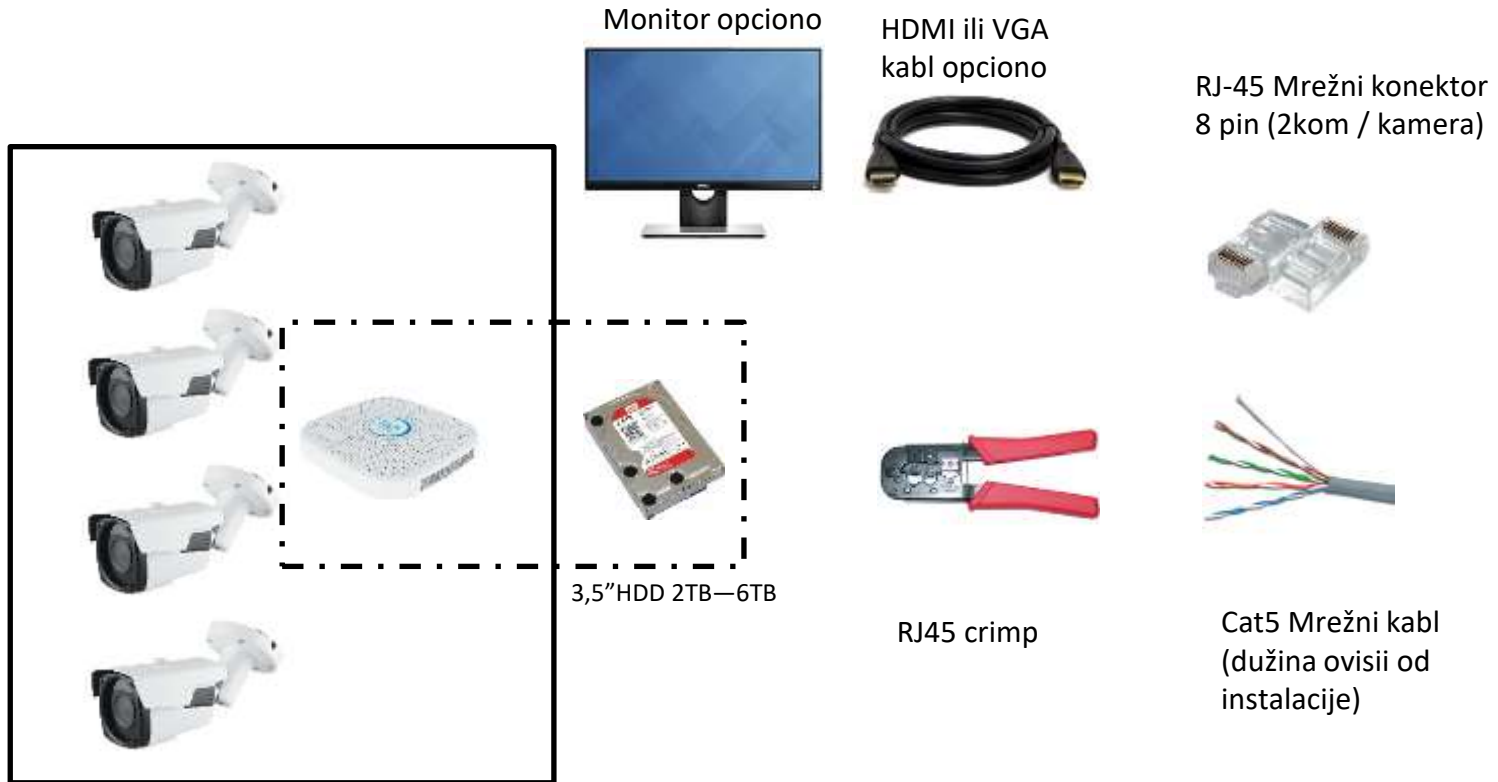 Monitor opciono
HDMI ili VGA
kabl opciono
RJ-45 Mrežni konektor
8 pin (2kom / kamera)
3,5”HDD 2TB—6TB
RJ45 crimp
Cat5 Mrežni kabl
(dužina ovisii od
instalacije)